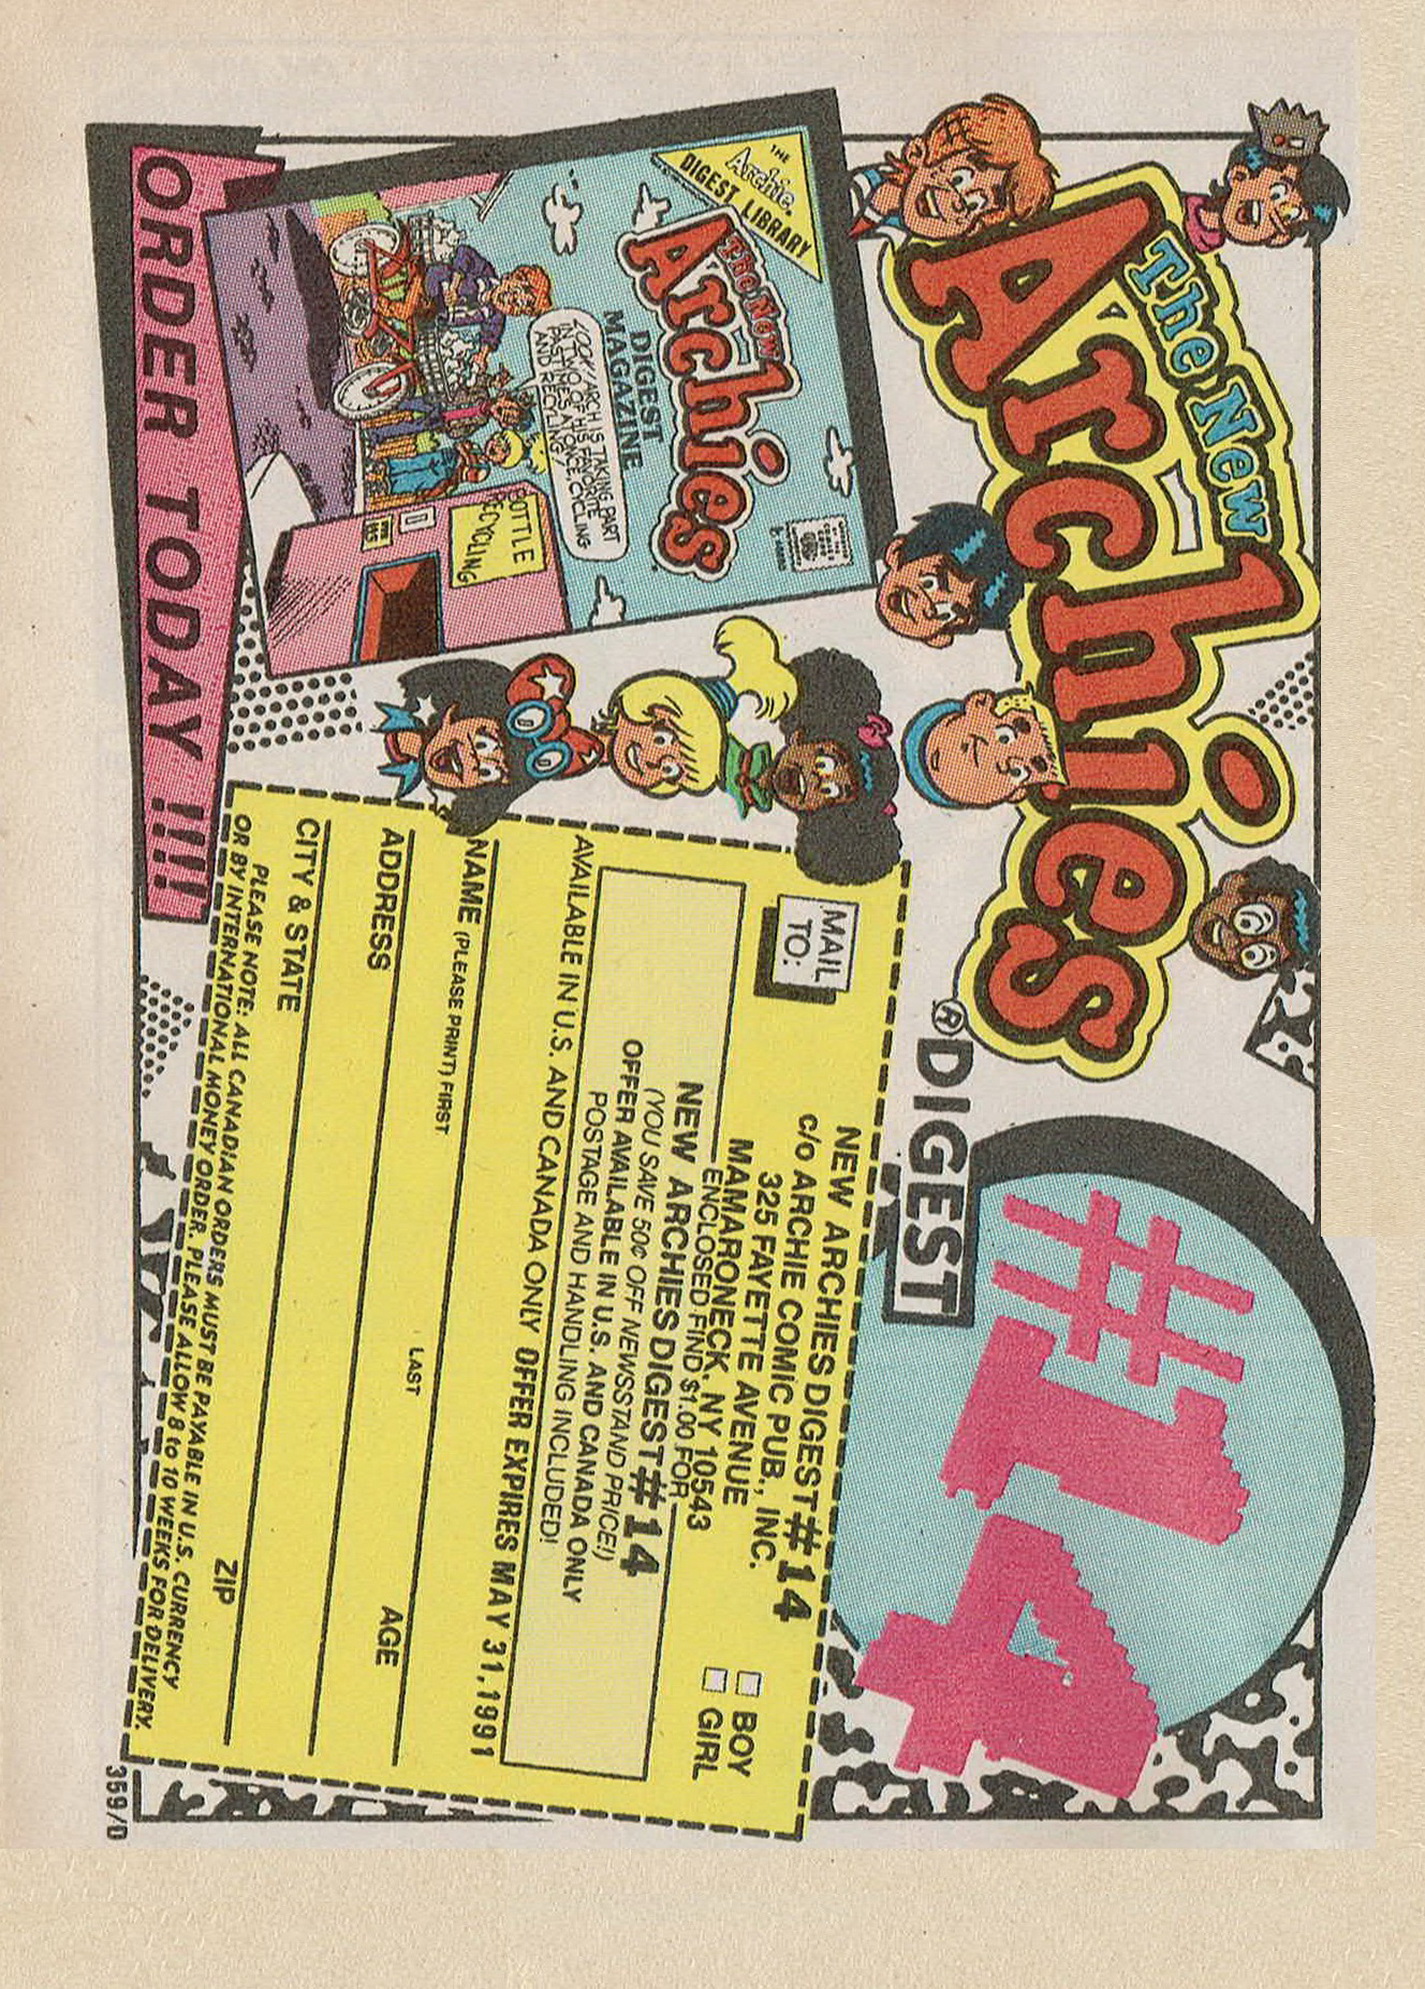 The New
Archies
®DIGEST
#14
THE
Archie
DIGEST LIBRARY
The New
Archies
DIGEST
MAGAZINE
LOOK, ARCH IS TAKING PART
IN TWO OF HIS FAVORITE
PASTIMES AT ONCE, CYCLING
AND RECYCLING
BOTTLE
RECYCLING
MAIL
TO:
NEW ARCHIES DIGEST #14
c/o ARCHIE COMIC PUB., INC.
325 FAYETTE AVENUE
MAMARONECK, NY 10543
BOY
GIRL
ENCLOSED FIND $1.00 FOR
NEW ARCHIES DIGEST #14
(YOU SAVE 50¢ OFF NEWSSTAND PRICE!)
OFFER AVAILABLE IN U.S. AND CANADA ONLY
POSTAGE AND HANDLING INCLUDED!
AVAILABLE IN U.S. AND CANADA ONLY OFFER EXPIRES MAY 31, 1991
NAME (PLEASE PRINT) FIRST LAST AGE
ADDRESS
CITY & STATE ZIP
PLEASE NOTE: ALL CANADIAN ORDERS MUST BE PAYABLE IN U.S. CURRENCY
OR BY INTERNATIONAL MONEY ORDER. PLEASE ALLOW 8 to 10 WEEKS FOR DELIVERY.
ORDER TODAY !!!!
359/D